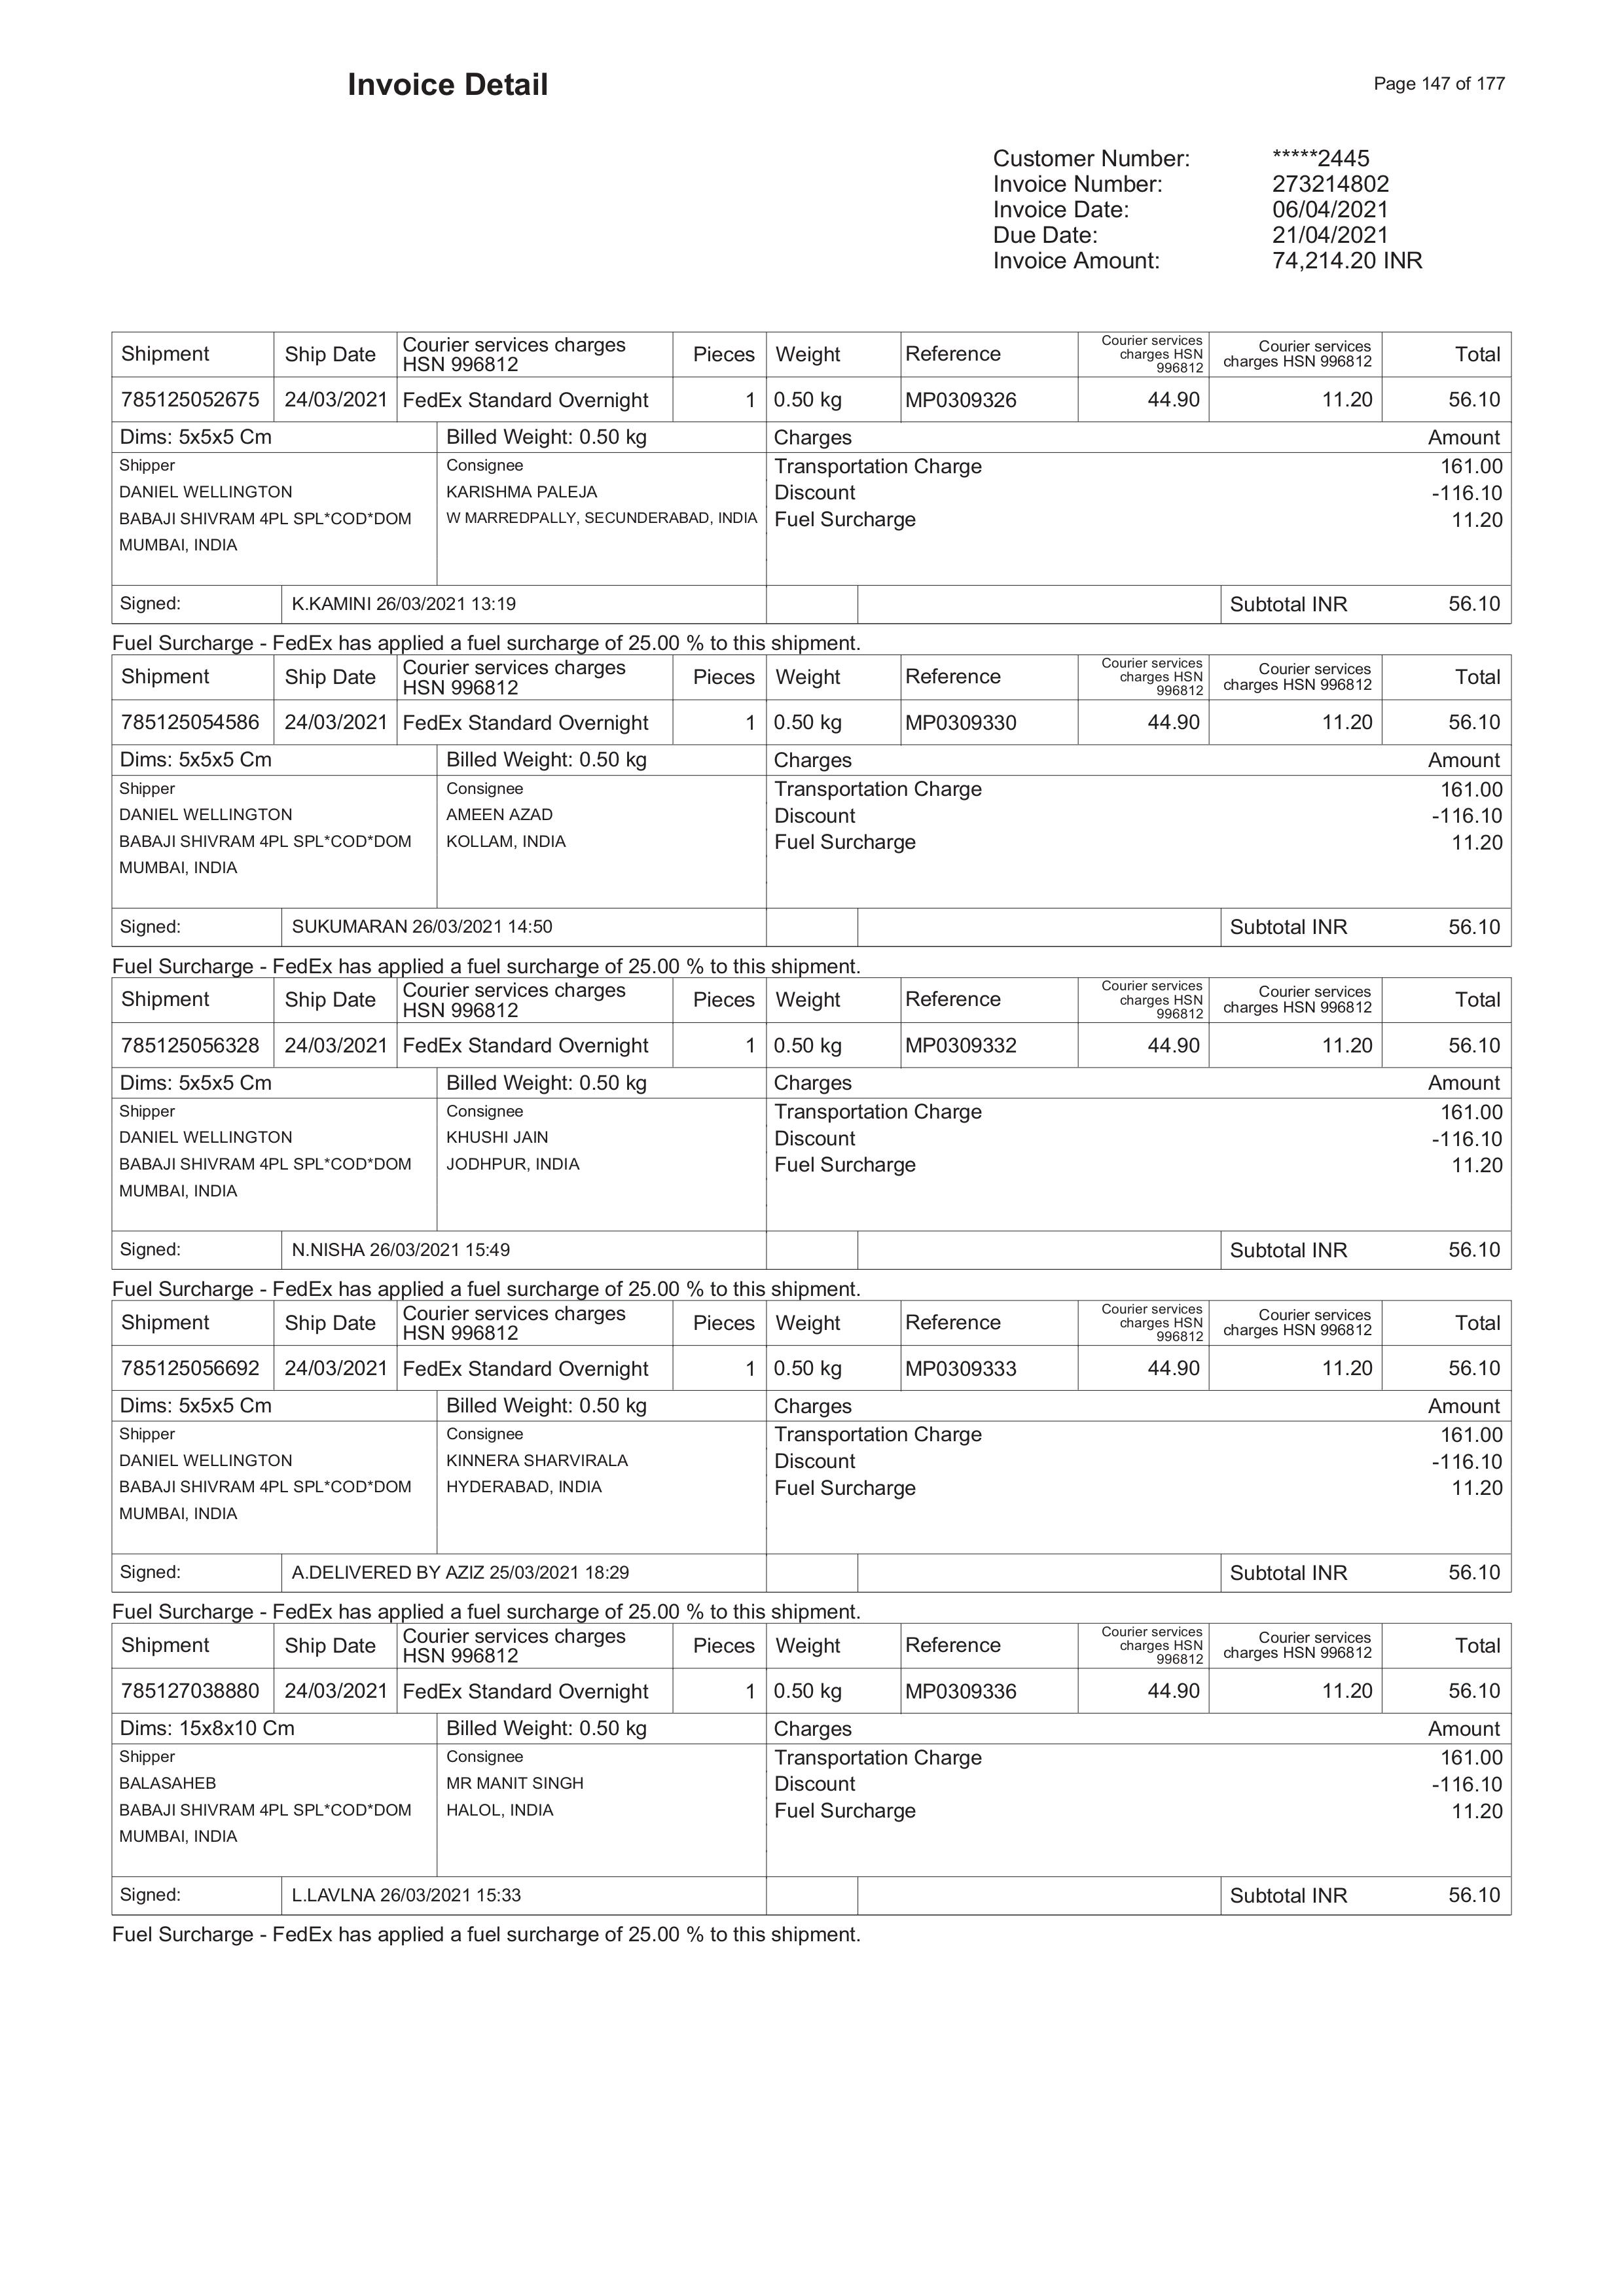 Invoice Detail
Page 147 of 177
Customer Number: *****2445
Invoice Number: 273214802
Invoice Date: 06/04/2021
Due Date: 21/04/2021
Invoice Amount: 74,214.20 INR
Shipment Ship Date Courier services charges HSN 996812 Pieces Weight Reference Courier services charges HSN 996812 Courier services charges HSN 996812 Total
785125052675 24/03/2021 FedEx Standard Overnight 1 0.50 kg MP0309326 44.90 11.20 56.10
Dims: 5x5x5 Cm Billed Weight: 0.50 kg Charges Amount
Shipper Consignee Transportation Charge 161.00
DANIEL WELLINGTON KARISHMA PALEJA Discount -116.10
BABAJI SHIVRAM 4PL SPL*COD*DOM W MARREDPALLY, SECUNDERABAD, INDIA Fuel Surcharge 11.20
MUMBAI, INDIA
Signed: K.KAMINI 26/03/2021 13:19 Subtotal INR 56.10
Fuel Surcharge - FedEx has applied a fuel surcharge of 25.00 % to this shipment.
Shipment Ship Date Courier services charges HSN 996812 Pieces Weight Reference Courier services charges HSN 996812 Courier services charges HSN 996812 Total
785125054586 24/03/2021 FedEx Standard Overnight 1 0.50 kg MP0309330 44.90 11.20 56.10
Dims: 5x5x5 Cm Billed Weight: 0.50 kg Charges Amount
Shipper Consignee Transportation Charge 161.00
DANIEL WELLINGTON AMEEN AZAD Discount -116.10
BABAJI SHIVRAM 4PL SPL*COD*DOM KOLLAM, INDIA Fuel Surcharge 11.20
MUMBAI, INDIA
Signed: SUKUMARAN 26/03/2021 14:50 Subtotal INR 56.10
Fuel Surcharge - FedEx has applied a fuel surcharge of 25.00 % to this shipment.
Shipment Ship Date Courier services charges HSN 996812 Pieces Weight Reference Courier services charges HSN 996812 Courier services charges HSN 996812 Total
785125056328 24/03/2021 FedEx Standard Overnight 1 0.50 kg MP0309332 44.90 11.20 56.10
Dims: 5x5x5 Cm Billed Weight: 0.50 kg Charges Amount
Shipper Consignee Transportation Charge 161.00
DANIEL WELLINGTON KHUSHI JAIN Discount -116.10
BABAJI SHIVRAM 4PL SPL*COD*DOM JODHPUR, INDIA Fuel Surcharge 11.20
MUMBAI, INDIA
Signed: N.NISHA 26/03/2021 15:49 Subtotal INR 56.10
Fuel Surcharge - FedEx has applied a fuel surcharge of 25.00 % to this shipment.
Shipment Ship Date Courier services charges HSN 996812 Pieces Weight Reference Courier services charges HSN 996812 Courier services charges HSN 996812 Total
785125056692 24/03/2021 FedEx Standard Overnight 1 0.50 kg MP0309333 44.90 11.20 56.10
Dims: 5x5x5 Cm Billed Weight: 0.50 kg Charges Amount
Shipper Consignee Transportation Charge 161.00
DANIEL WELLINGTON KINNERA SHARVIRALA Discount -116.10
BABAJI SHIVRAM 4PL SPL*COD*DOM HYDERABAD, INDIA Fuel Surcharge 11.20
MUMBAI, INDIA
Signed: A.DELIVERED BY AZIZ 25/03/2021 18:29 Subtotal INR 56.10
Fuel Surcharge - FedEx has applied a fuel surcharge of 25.00 % to this shipment.
Shipment Ship Date Courier services charges HSN 996812 Pieces Weight Reference Courier services charges HSN 996812 Courier services charges HSN 996812 Total
785127038880 24/03/2021 FedEx Standard Overnight 1 0.50 kg MP0309336 44.90 11.20 56.10
Dims: 15x8x10 Cm Billed Weight: 0.50 kg Charges Amount
Shipper Consignee Transportation Charge 161.00
BALASAHEB MR MANIT SINGH Discount -116.10
BABAJI SHIVRAM 4PL SPL*COD*DOM HALOL, INDIA Fuel Surcharge 11.20
MUMBAI, INDIA
Signed: L.LAVLNA 26/03/2021 15:33 Subtotal INR 56.10
Fuel Surcharge - FedEx has applied a fuel surcharge of 25.00 % to this shipment.